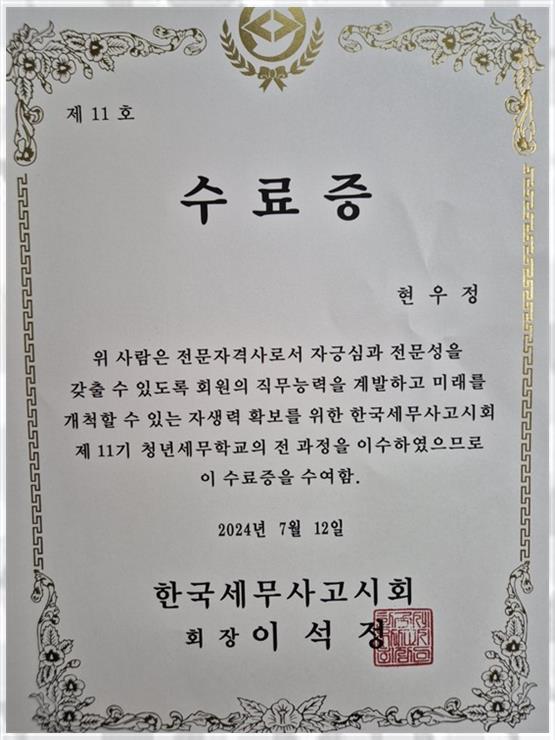 제 11 호
수 료 증
현 우 정
위 사람은 전문자격사로서 자긍심과 전문성을
갖출 수 있도록 회원의 직무능력을 계발하고 미래를
개척할 수 있는 자생력 확보를 위한 한국세무사고시회
제 11기 청년세무학교의 전 과정을 이수하였으므로
이 수료증을 수여함.
2024년 7월 12일
한국세무사고시회
회 장 이 석 정